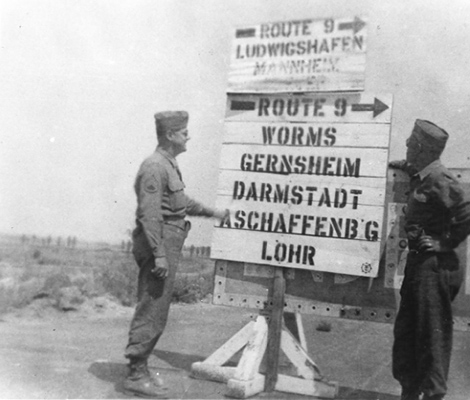 ROUTE 9
LUDWIGSHAFEN
MANNHEIM
ROUTE 9
WORMS
GERNSHEIM
DARMSTADT
ASCHAFFENB'G
LOHR